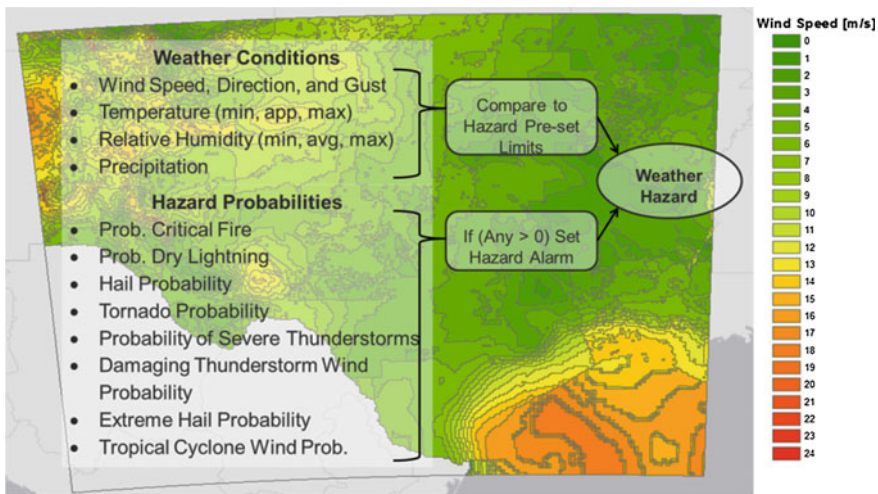 Weather Conditions
• Wind Speed, Direction, and Gust
• Temperature (min, app, max)
• Relative Humidity (min, avg, max)
• Precipitation
Hazard Probabilities
• Prob. Critical Fire
• Prob. Dry Lightning
• Hail Probability
• Tornado Probability
• Probability of Severe Thunderstorms
• Damaging Thunderstorm Wind
Probability
• Extreme Hail Probability
• Tropical Cyclone Wind Prob.
Compare to
Hazard Pre-set
Limits
If (Any > 0) Set
Hazard Alarm
Weather
Hazard
Wind Speed [m/s]
0
1
2
3
4
5
6
7
8
9
10
11
12
13
14
15
16
17
18
19
20
21
22
23
24